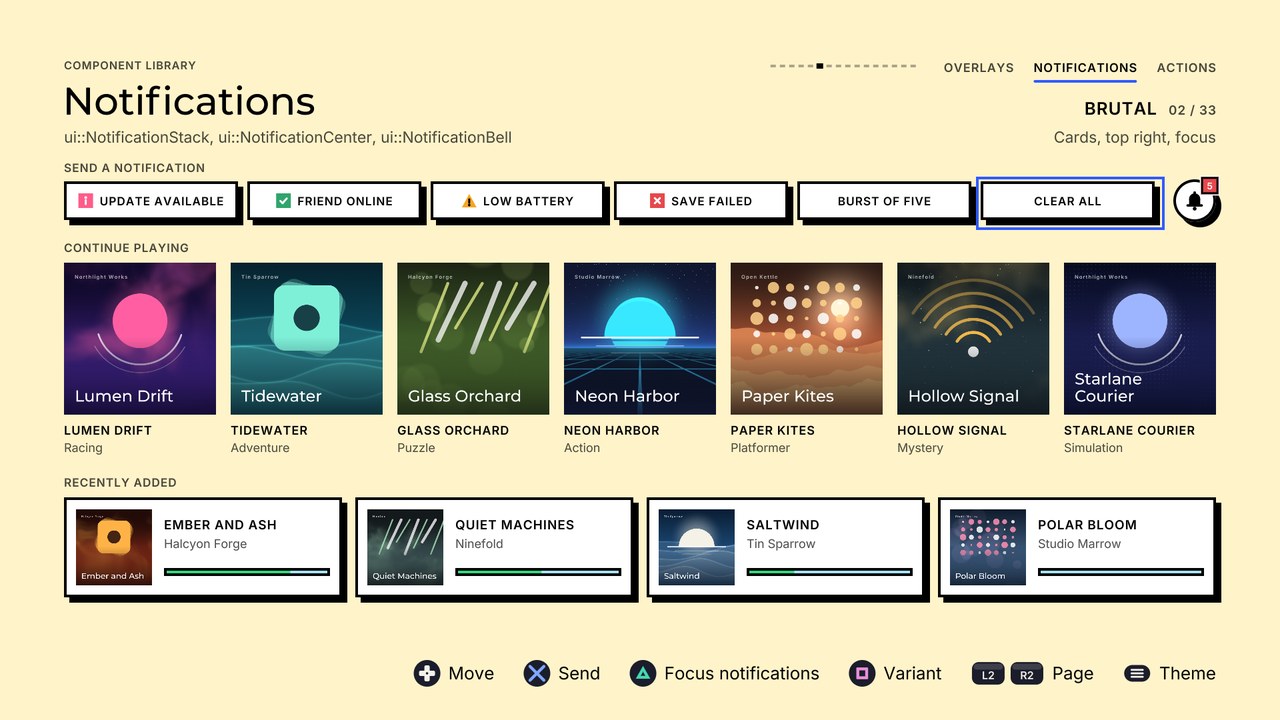 COMPONENT LIBRARY
OVERLAYS NOTIFICATIONS ACTIONS
Notifications
BRUTAL 02 / 33
ui::NotificationStack, ui::NotificationCenter, ui::NotificationBell
Cards, top right, focus
SEND A NOTIFICATION
UPDATE AVAILABLE FRIEND ONLINE LOW BATTERY SAVE FAILED BURST OF FIVE CLEAR ALL 5
CONTINUE PLAYING
Northlight Works Tin Sparrow Halcyon Forge Studio Marrow Open Kettle Ninefold Northlight Works
Lumen Drift Tidewater Glass Orchard Neon Harbor Paper Kites Hollow Signal Starlane
Courier
LUMEN DRIFT TIDEWATER GLASS ORCHARD NEON HARBOR PAPER KITES HOLLOW SIGNAL STARLANE COURIER
Racing Adventure Puzzle Action Platformer Mystery Simulation
RECENTLY ADDED
EMBER AND ASH QUIET MACHINES SALTWIND POLAR BLOOM
Halcyon Forge Ninefold Tin Sparrow Studio Marrow
Ember and Ash Quiet Machines Saltwind Polar Bloom
Move Send Focus notifications Variant L2 R2 Page Theme